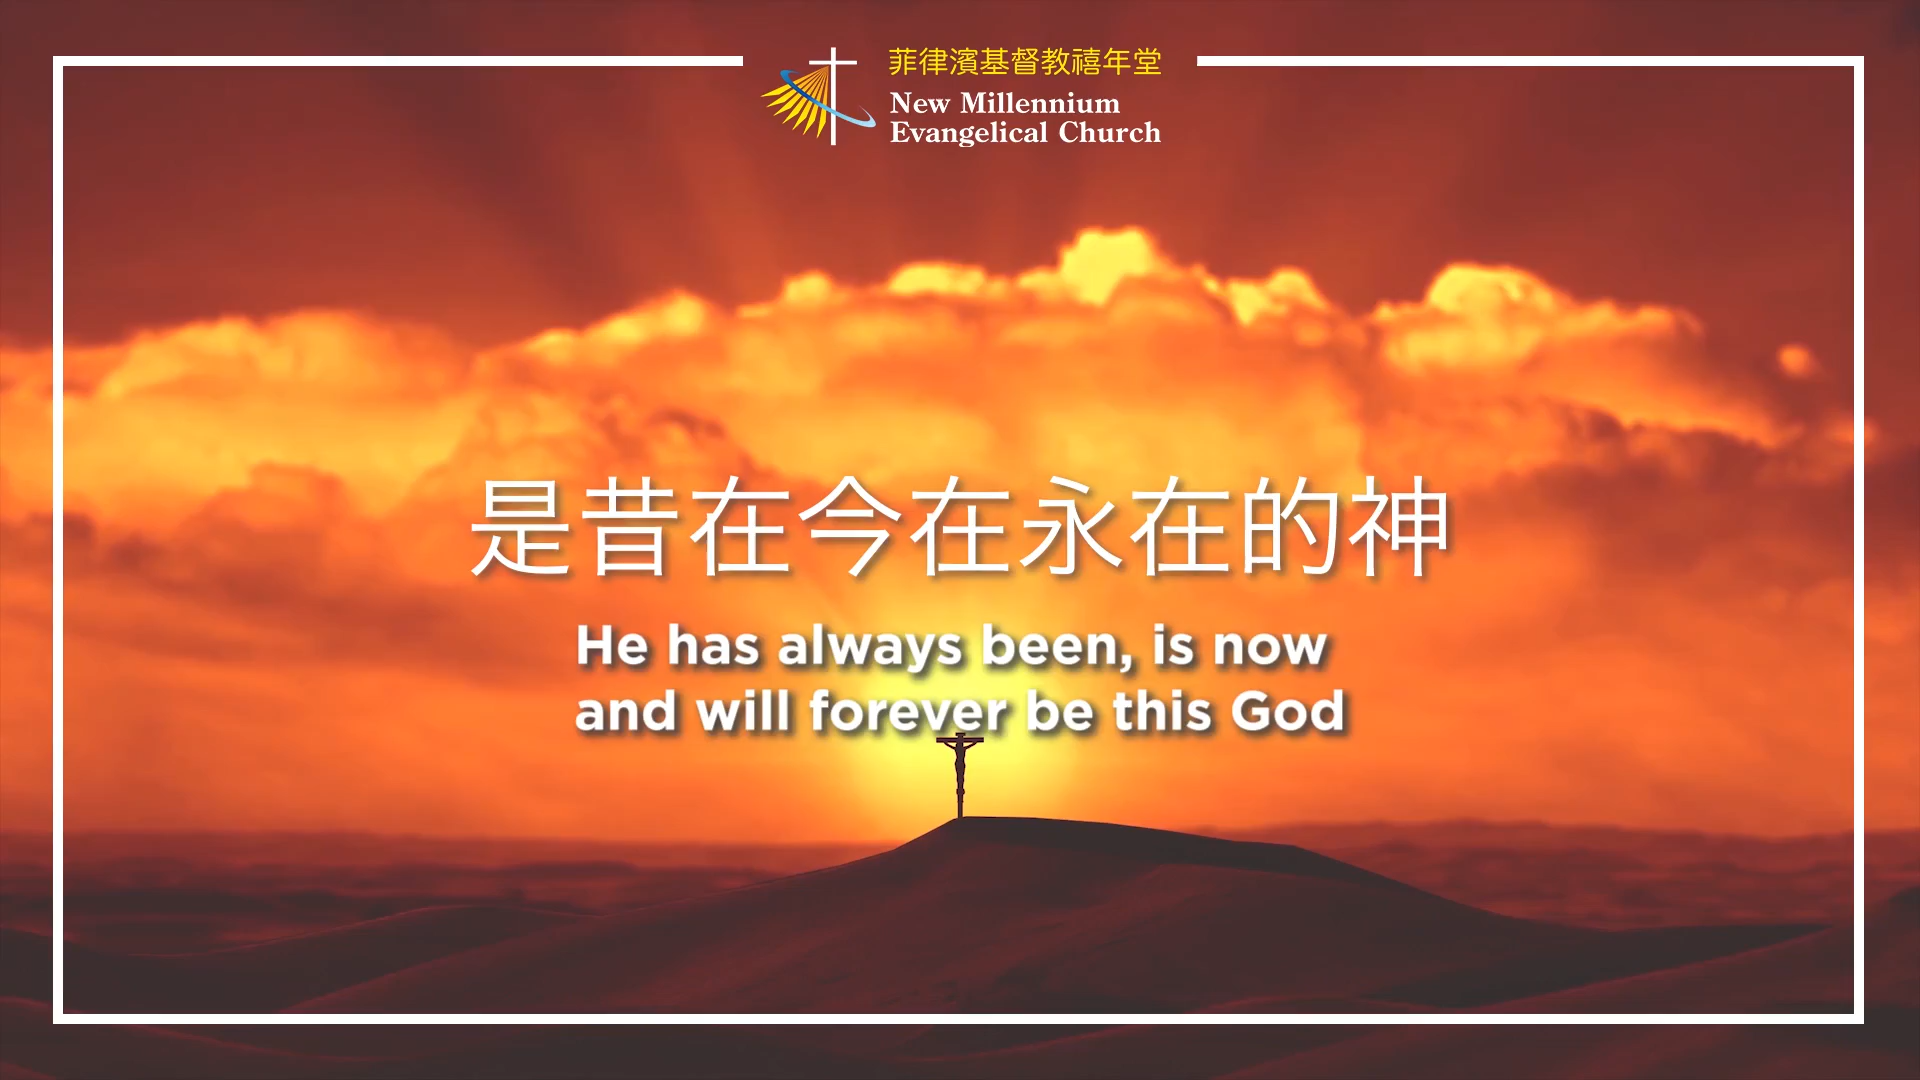 菲律濱基督教禧年堂
New Millennium
Evangelical Church
是昔在今在永在的神
He has always been, is now
and will forever be this God